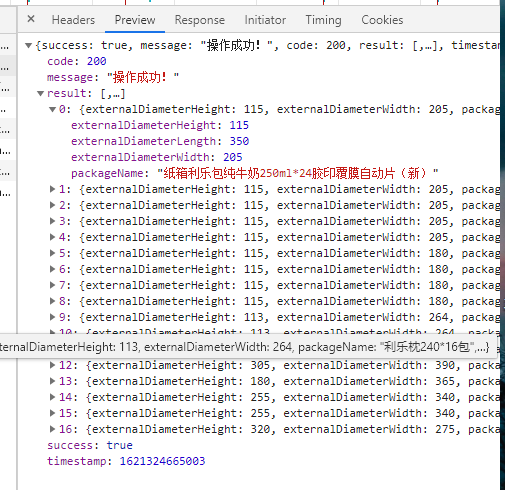 Headers Preview Response Initiator Timing Cookies
{success: true, message: "操作成功！", code: 200, result: [,…], timestam
code: 200
message: "操作成功！"
result: [,…]
0: {externalDiameterHeight: 115, externalDiameterWidth: 205, packag
externalDiameterHeight: 115
externalDiameterLength: 350
externalDiameterWidth: 205
packageName: "纸箱利乐包纯牛奶250ml*24胶印覆膜自动片（新）"
1: {externalDiameterHeight: 115, externalDiameterWidth: 205, packag
2: {externalDiameterHeight: 115, externalDiameterWidth: 205, packag
3: {externalDiameterHeight: 115, externalDiameterWidth: 205, packag
4: {externalDiameterHeight: 115, externalDiameterWidth: 205, packag
5: {externalDiameterHeight: 115, externalDiameterWidth: 180, packag
6: {externalDiameterHeight: 115, externalDiameterWidth: 180, packag
7: {externalDiameterHeight: 115, externalDiameterWidth: 180, packag
8: {externalDiameterHeight: 115, externalDiameterWidth: 180, packag
9: {externalDiameterHeight: 113, externalDiameterWidth: 264, packag
10: {externalDiameterHeight: 113, externalDiameterWidth: 264, packa
ternalDiameterHeight: 113, externalDiameterWidth: 264, packageName: "利乐枕240*16包",…}
12: {externalDiameterHeight: 305, externalDiameterWidth: 390, packa
13: {externalDiameterHeight: 180, externalDiameterWidth: 365, packa
14: {externalDiameterHeight: 255, externalDiameterWidth: 340, packa
15: {externalDiameterHeight: 255, externalDiameterWidth: 340, packa
16: {externalDiameterHeight: 320, externalDiameterWidth: 275, packa
success: true
timestamp: 1621324665003